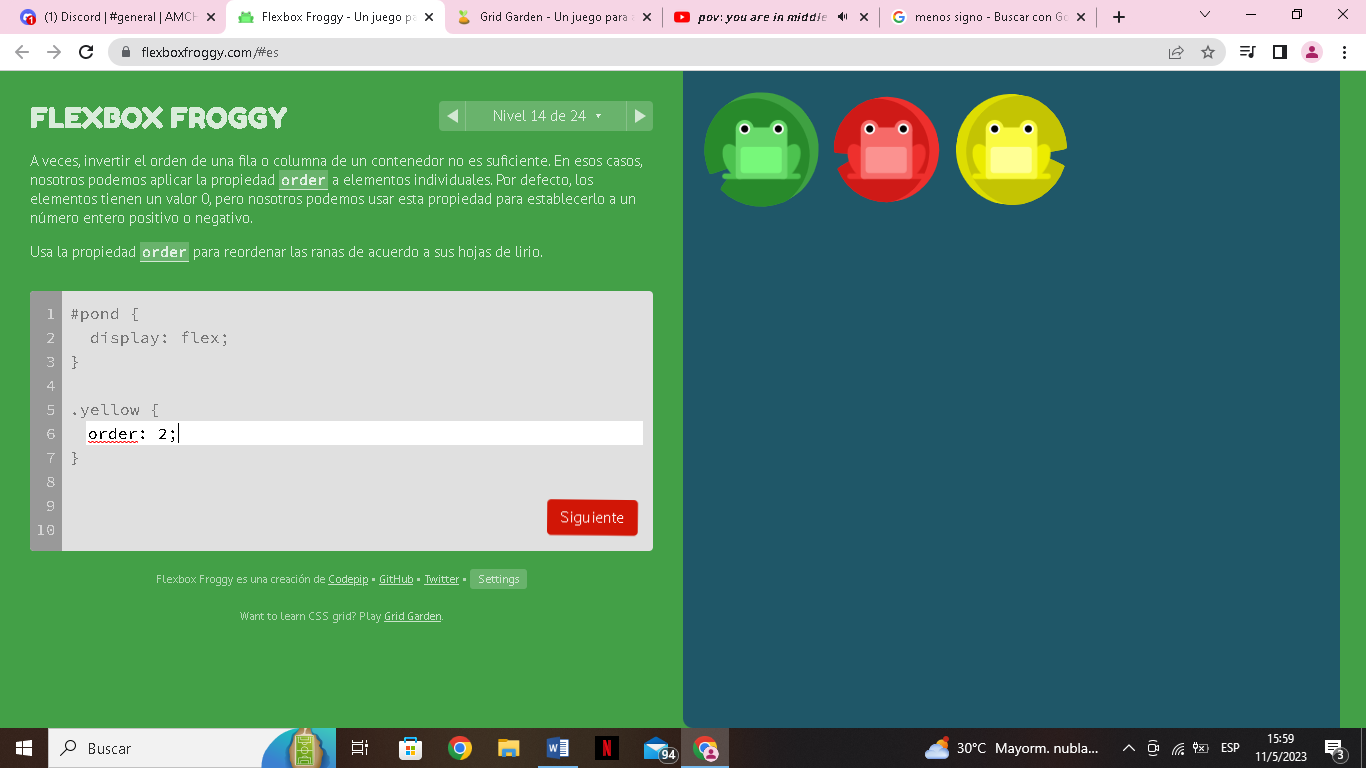 (1) Discord | #general | AMCH
Flexbox Froggy - Un juego pa
Grid Garden - Un juego para
pov: you are in middle
menos signo - Buscar con Go
flexboxfroggy.com/#es
FLEXBOX FROGGY
Nivel 14 de 24
A veces, invertir el orden de una fila o columna de un contenedor no es suficiente. En esos casos,
nosotros podemos aplicar la propiedad order a elementos individuales. Por defecto, los
elementos tienen un valor 0, pero nosotros podemos usar esta propiedad para establecerlo a un
número entero positivo o negativo.
Usa la propiedad order para reordenar las ranas de acuerdo a sus hojas de lirio.
1 #pond {
2 display: flex;
3 }
4
5 .yellow {
6 order: 2;
7 }
8
9
10
Siguiente
Flexbox Froggy es una creación de Codepip • GitHub • Twitter • Settings
Want to learn CSS grid? Play Grid Garden.
Buscar
94
30°C Mayorm. nubla...
ESP
15:59
11/5/2023
3